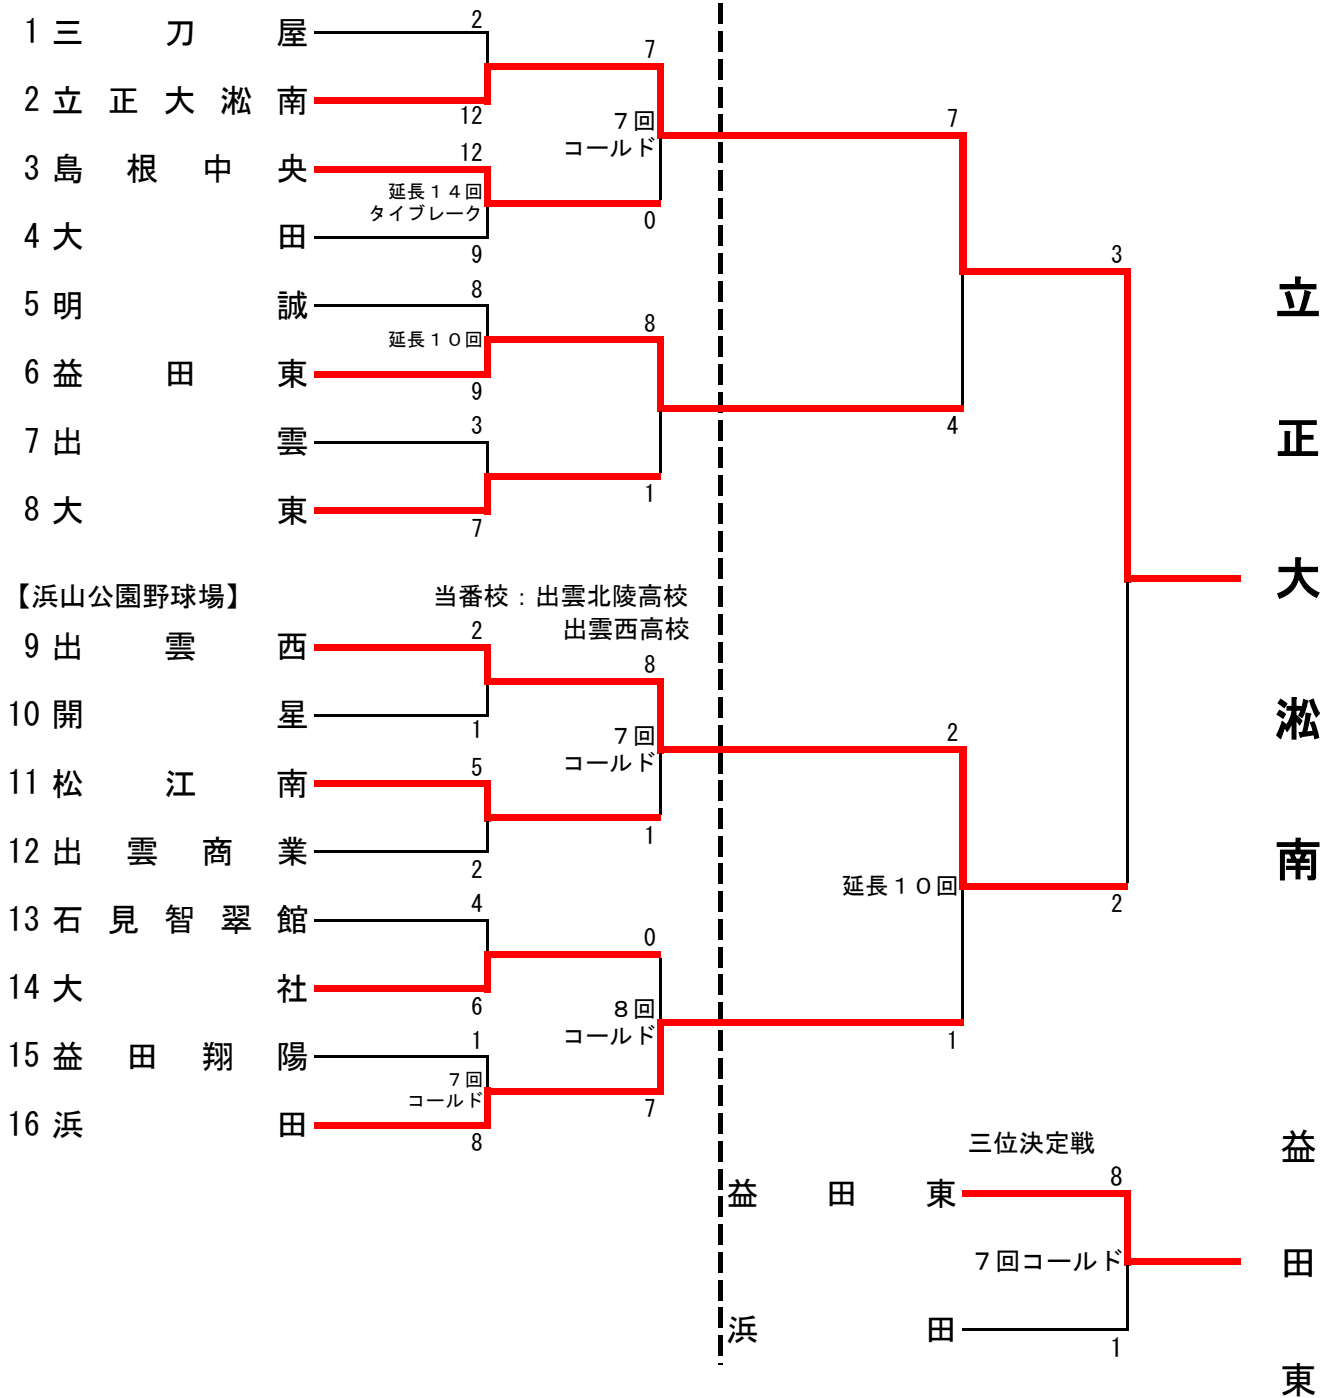 1 三刀屋 2
7
2 立正大淞南 12
7回
コールド
7
3 島根中央 12
延長14回
タイブレーク
0
4 大田 9
3
5 明誠 8
延長10回
8
6 益田東 9
7 出雲 3
4
1
8 大東 7
立正大淞南
【浜山公園野球場】 当番校：出雲北陵高校
出雲西高校
9 出雲西 2
8
10 開星 1
7回
コールド
2
11 松江南 5
1
12 出雲商業 2
延長10回
2
13 石見智翠館 4
0
14 大社 6
8回
コールド
1
15 益田翔陽 1
7回
コールド
7
16 浜田 8
三位決定戦
益田東 8
7回コールド
浜田 1
益田東